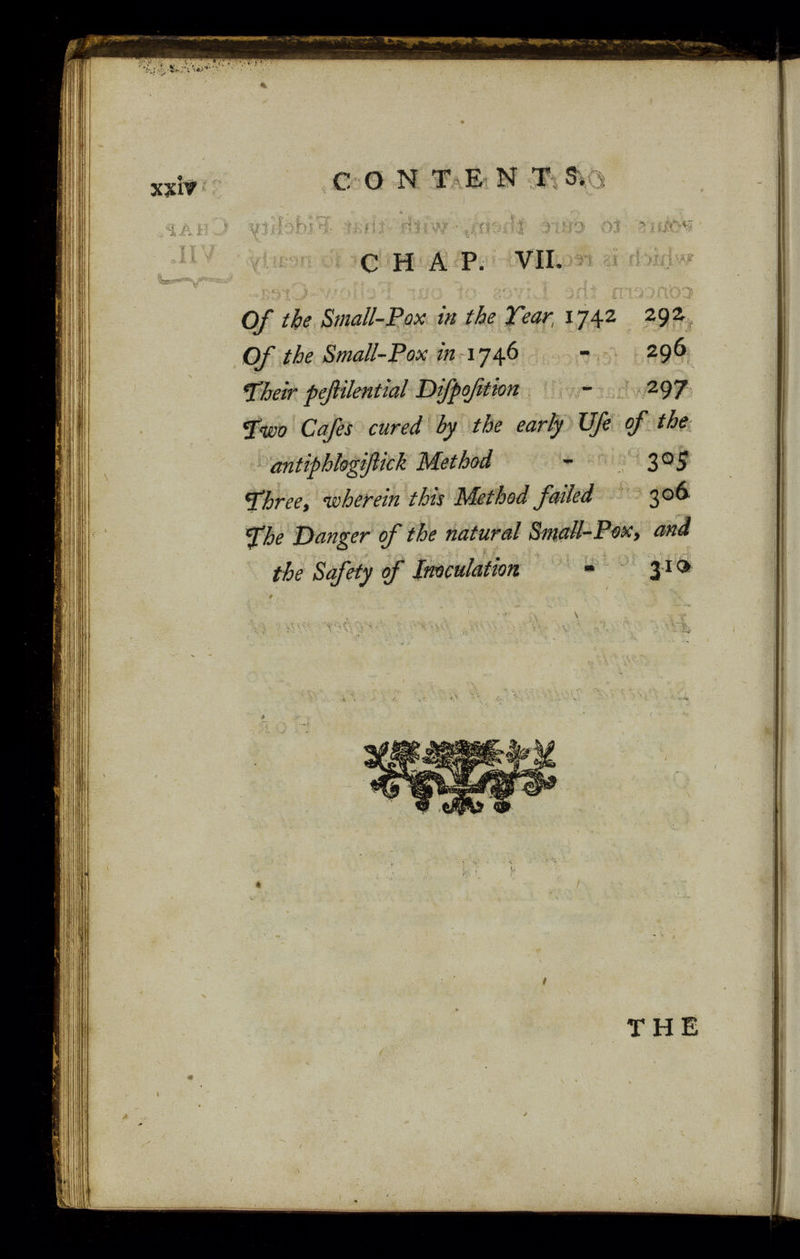 xxiv CONTENTS.
CHAP. VII.
Of the Small-Pox in the Year 1742 292
Of the Small-Pox in 1746 - 296
Their peſtilential Diſpoſition - 297
Two Caſes cured by the early Uſe of the
antiphlogiſtick Method - 305
Three, wherein this Method failed 306
The Danger of the natural Small-Pox, and
the Safety of Inoculation - 310
THE